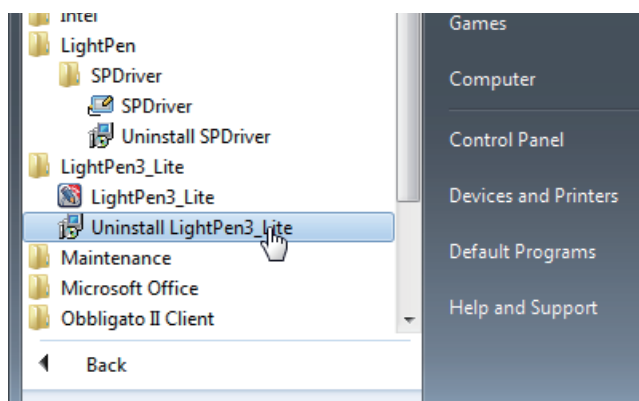 Intel
LightPen
SPDriver
SPDriver
Uninstall SPDriver
LightPen3_Lite
LightPen3_Lite
Uninstall LightPen3_Lite
Maintenance
Microsoft Office
Obbligato II Client
Back
Games
Computer
Control Panel
Devices and Printers
Default Programs
Help and Support